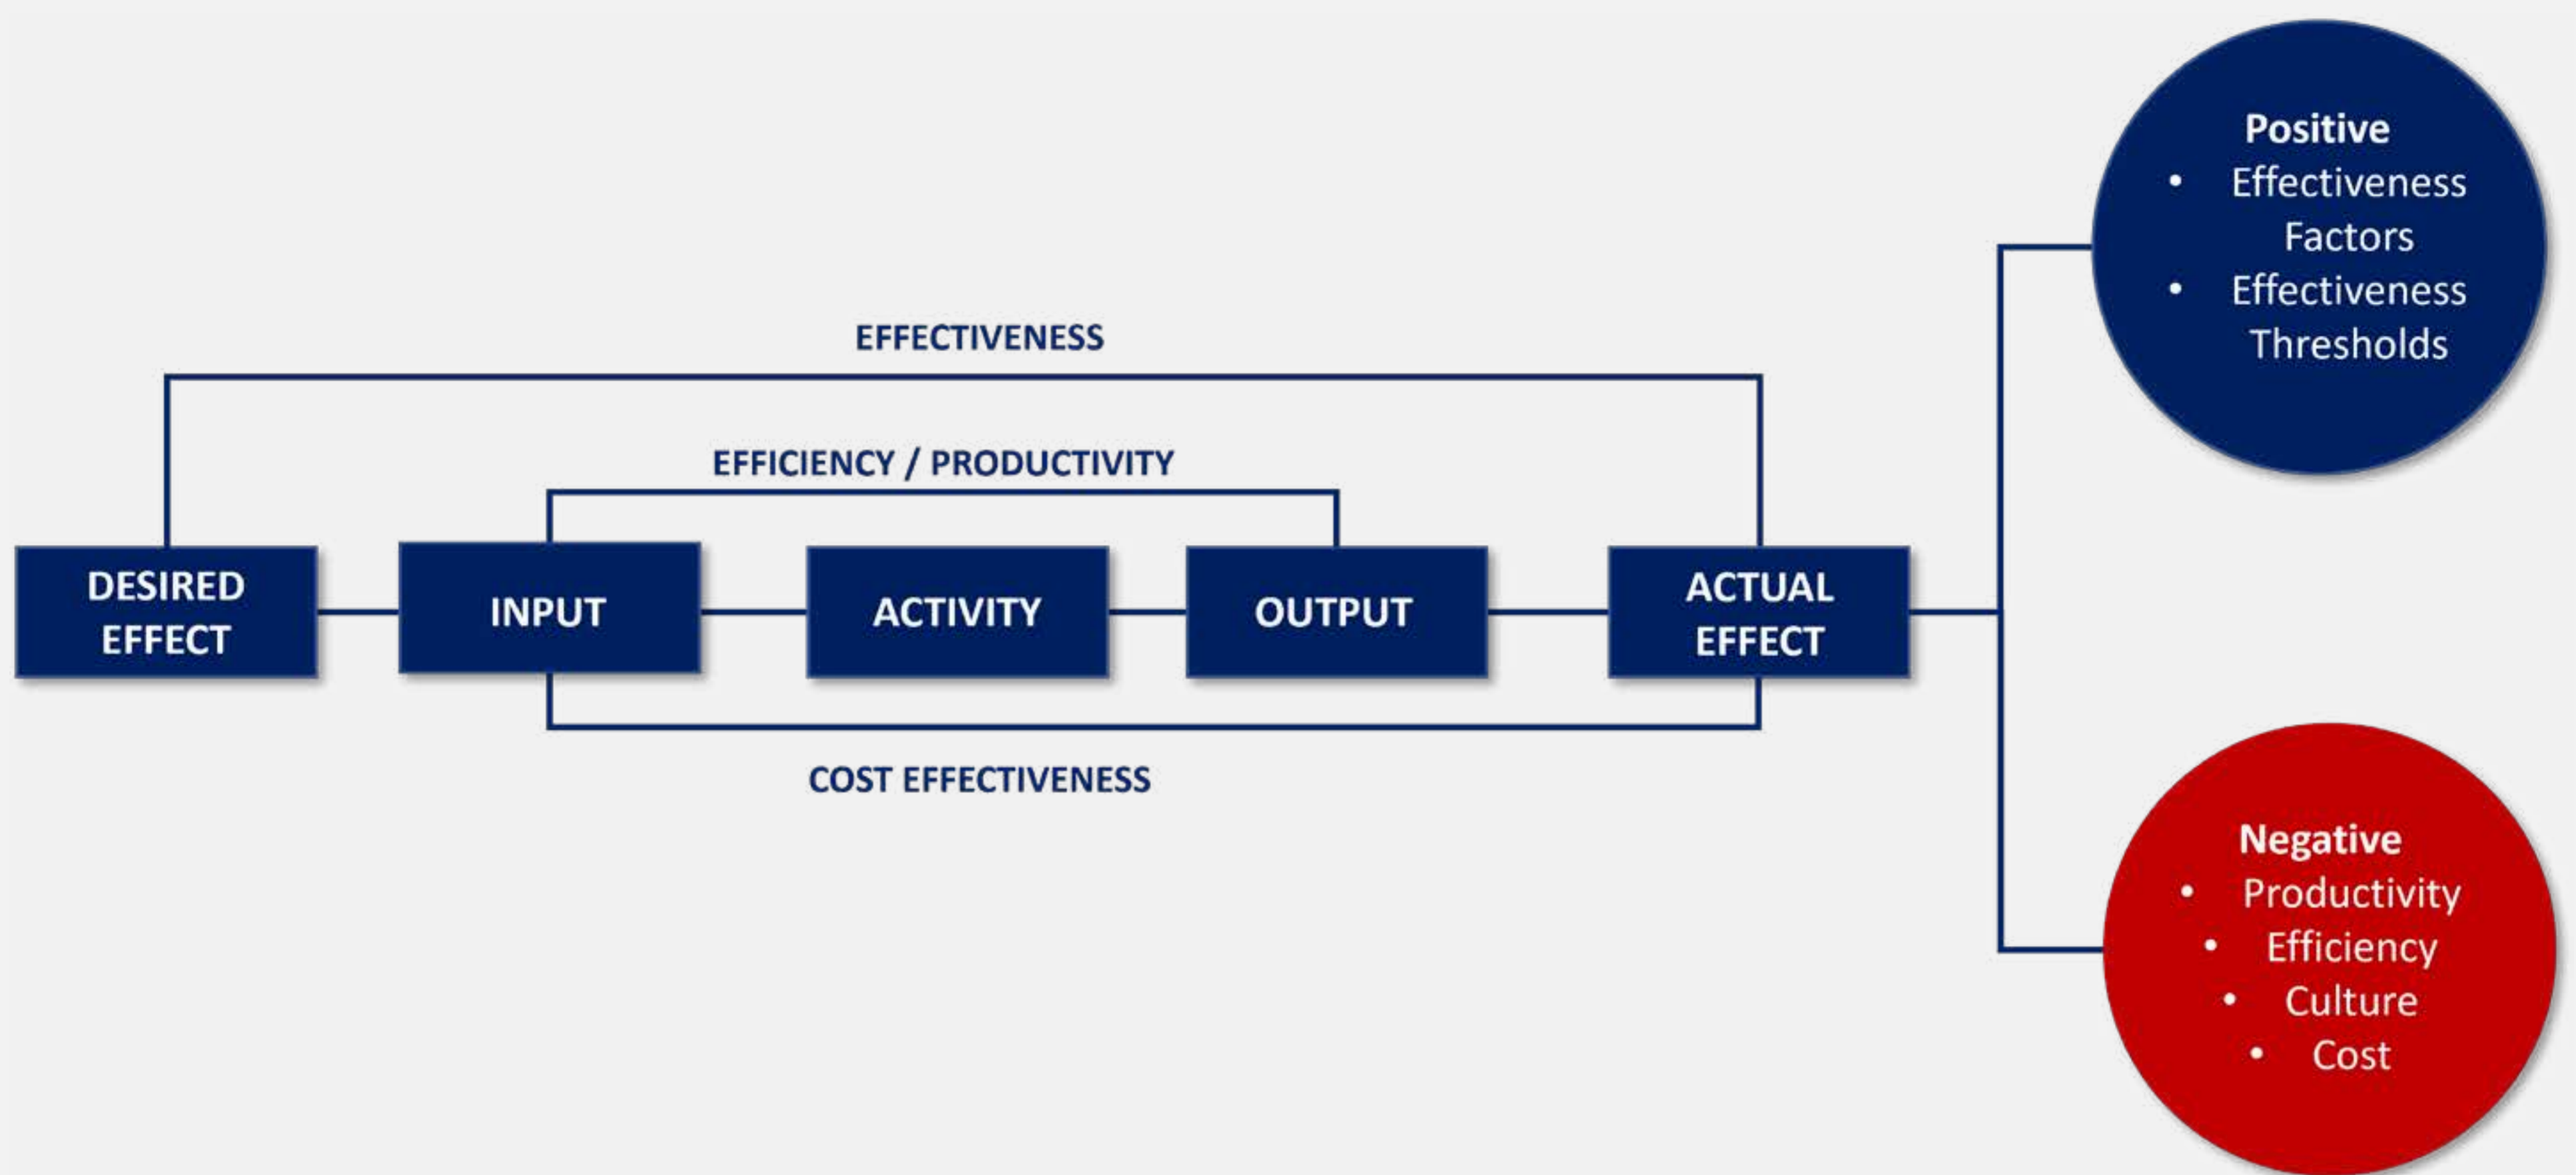 Positive
• Effectiveness
Factors
• Effectiveness
Thresholds
EFFECTIVENESS
EFFICIENCY / PRODUCTIVITY
DESIRED
EFFECT
INPUT
ACTIVITY
OUTPUT
ACTUAL
EFFECT
COST EFFECTIVENESS
Negative
• Productivity
• Efficiency
• Culture
• Cost